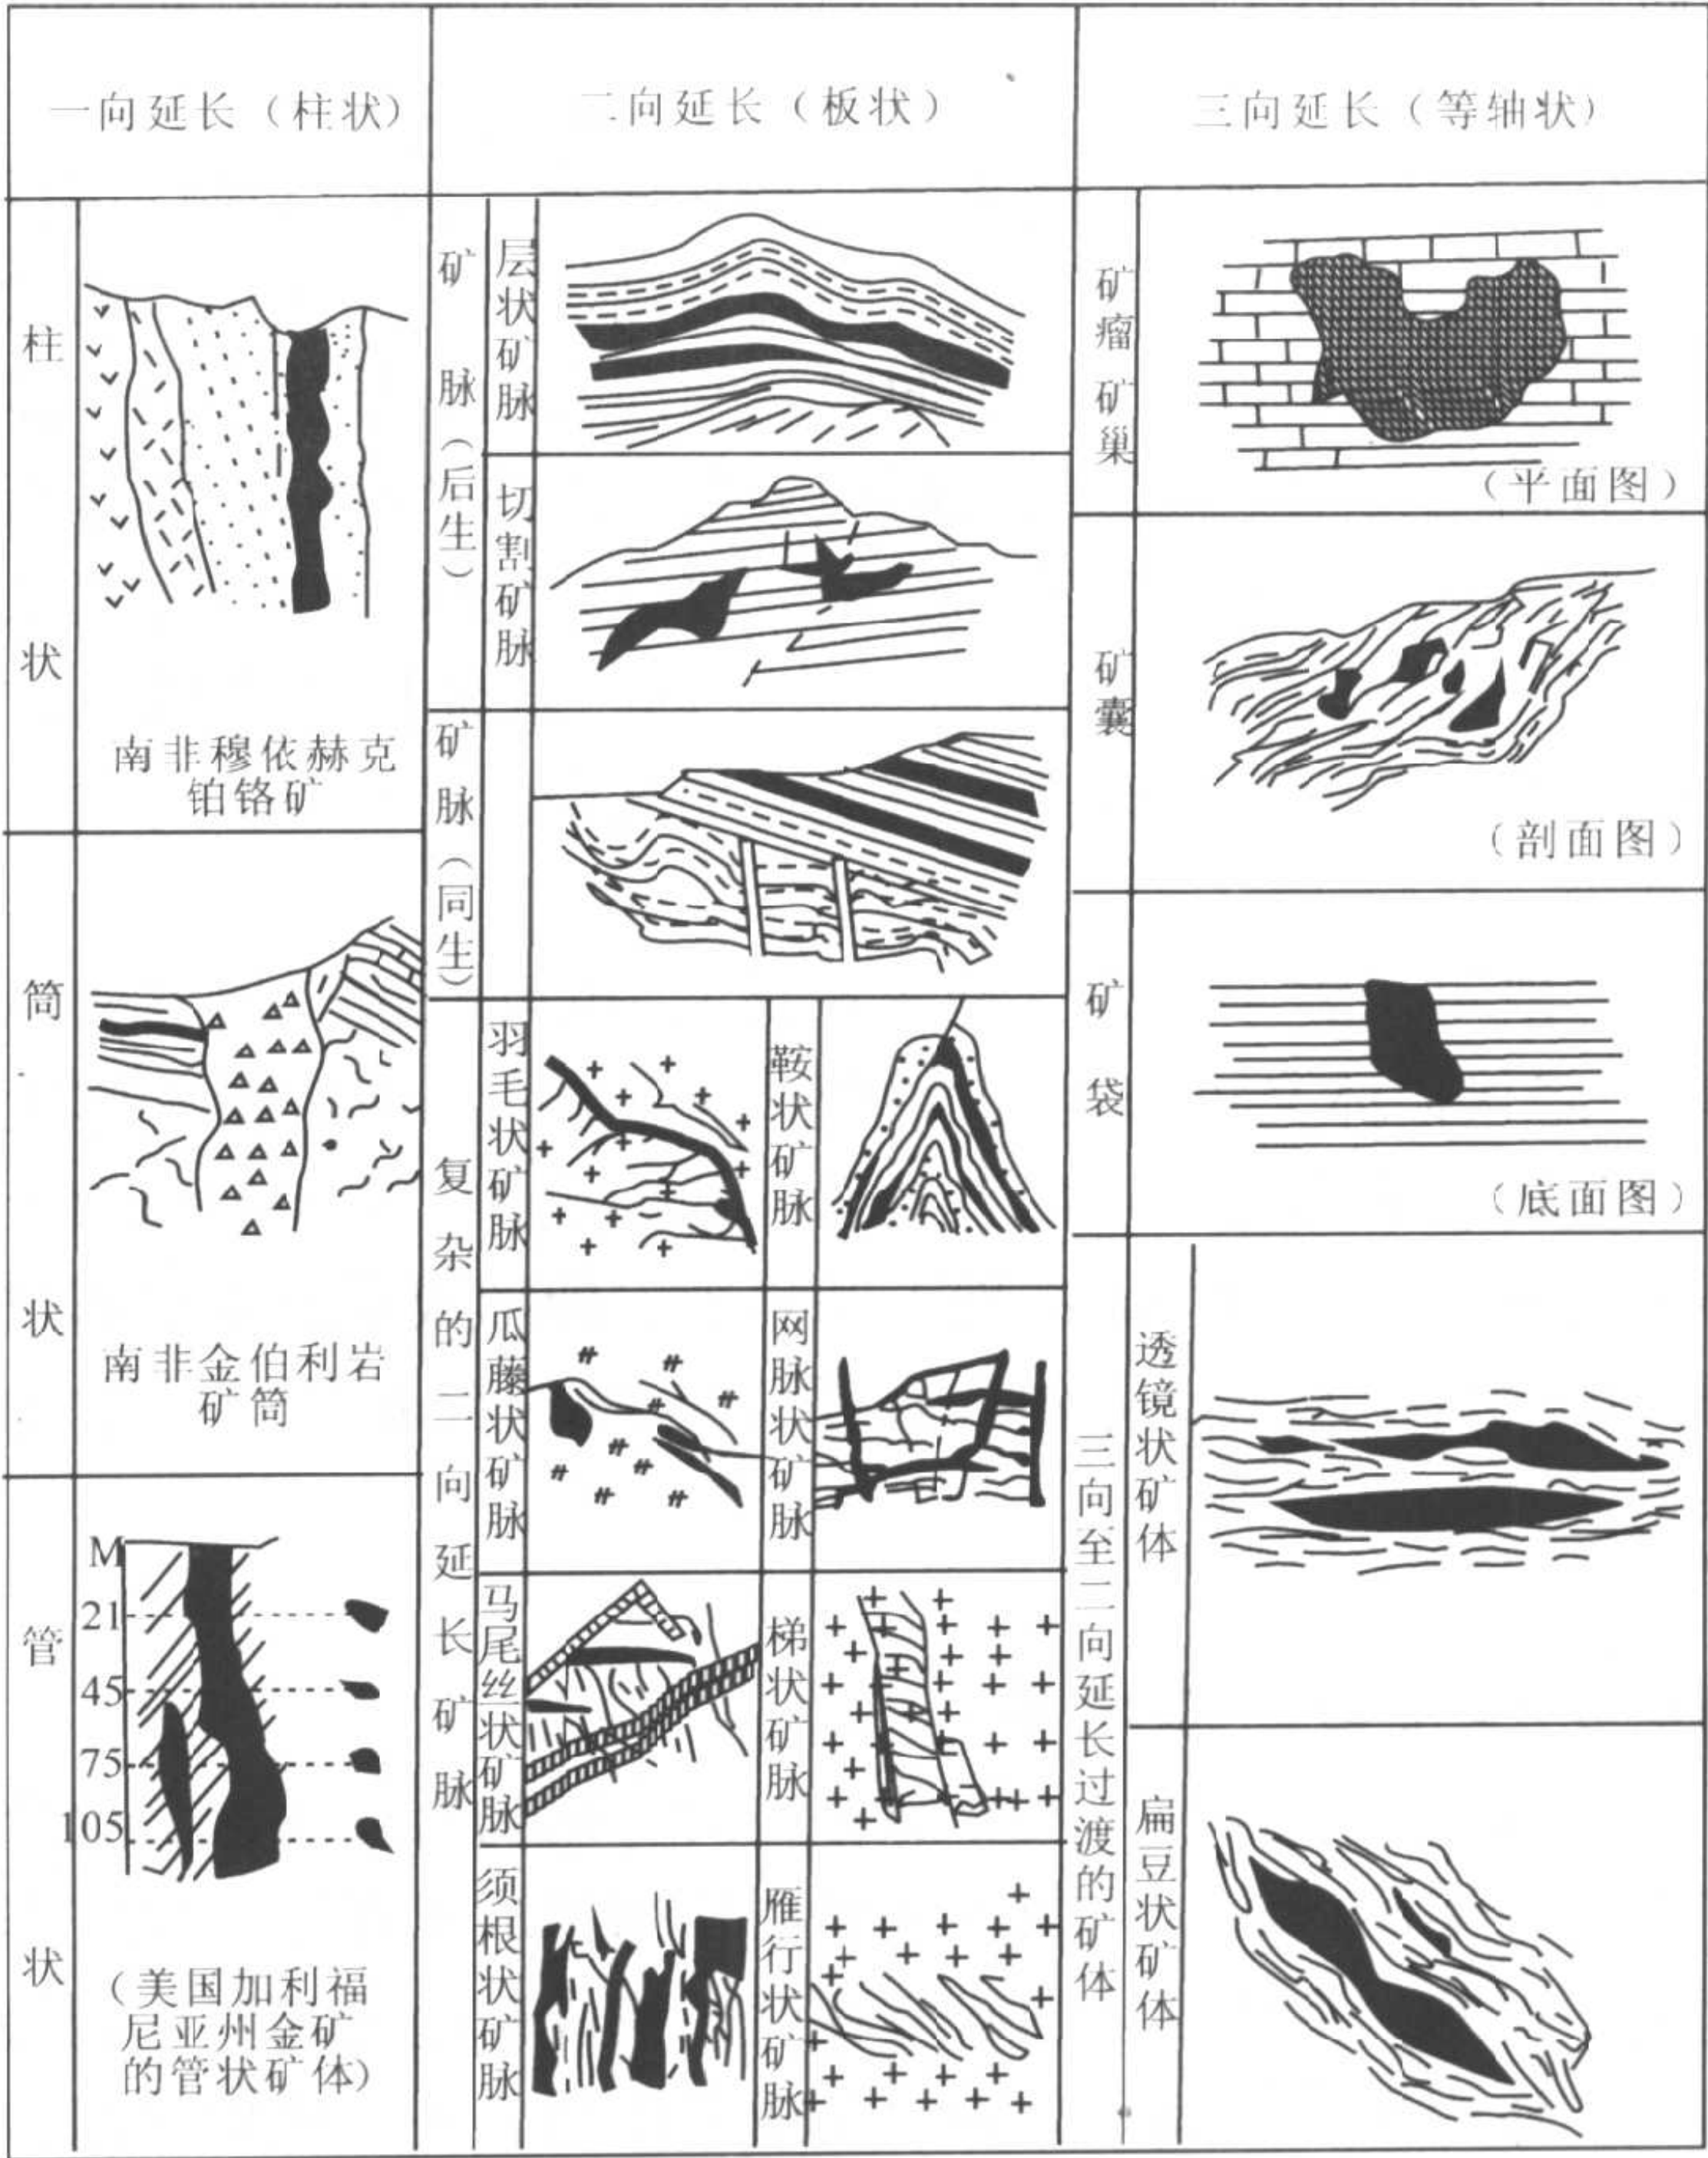 一向延长（柱状）
二向延长（板状）
三向延长（等轴状）
柱状
南非穆依赫克
铂铬矿
筒状
南非金伯利岩
矿筒
管状
M
21
45
75
105
（美国加利福
尼亚州金矿
的管状矿体）
矿脉（后生）
层状矿脉
切割矿脉
矿脉（同生）
复杂的二向延长矿脉
羽毛状矿脉
鞍状矿脉
瓜藤状矿脉
网脉状矿脉
马尾丝状矿脉
梯状矿脉
须根状矿脉
雁行状矿脉
矿瘤矿巢
（平面图）
矿囊
（剖面图）
矿袋
（底面图）
三向至二向延长过渡的矿体
透镜状矿体
扁豆状矿体